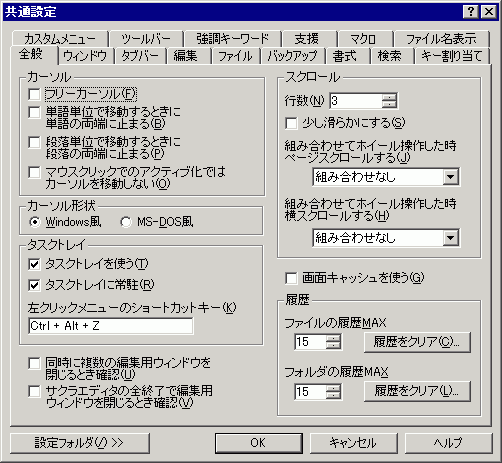 共通設定
カスタムメニュー ツールバー 強調キーワード 支援 マクロ ファイル名表示
全般 ウィンドウ タブバー 編集 ファイル バックアップ 書式 検索 キー割り当て
カーソル
フリーカーソル(F)
単語単位で移動するときに
単語の両端に止まる(B)
段落単位で移動するときに
段落の両端に止まる(P)
マウスクリックでのアクティブ化では
カーソルを移動しない(O)
カーソル形状
Windows風 MS-DOS風
タスクトレイ
タスクトレイを使う(T)
タスクトレイに常駐(R)
左クリックメニューのショートカットキー(K)
Ctrl + Alt + Z
同時に複数の編集用ウィンドウを
閉じるとき確認(U)
サクラエディタの全終了で編集用
ウィンドウを閉じるとき確認(V)
スクロール
行数(N) 3
少し滑らかにする(S)
組み合わせてホイール操作した時
ページスクロールする(J)
組み合わせなし
組み合わせてホイール操作した時
横スクロールする(H)
組み合わせなし
画面キャッシュを使う(G)
履歴
ファイルの履歴MAX
15 履歴をクリア(C)...
フォルダの履歴MAX
15 履歴をクリア(L)...
設定フォルダ(/) >> OK キャンセル ヘルプ